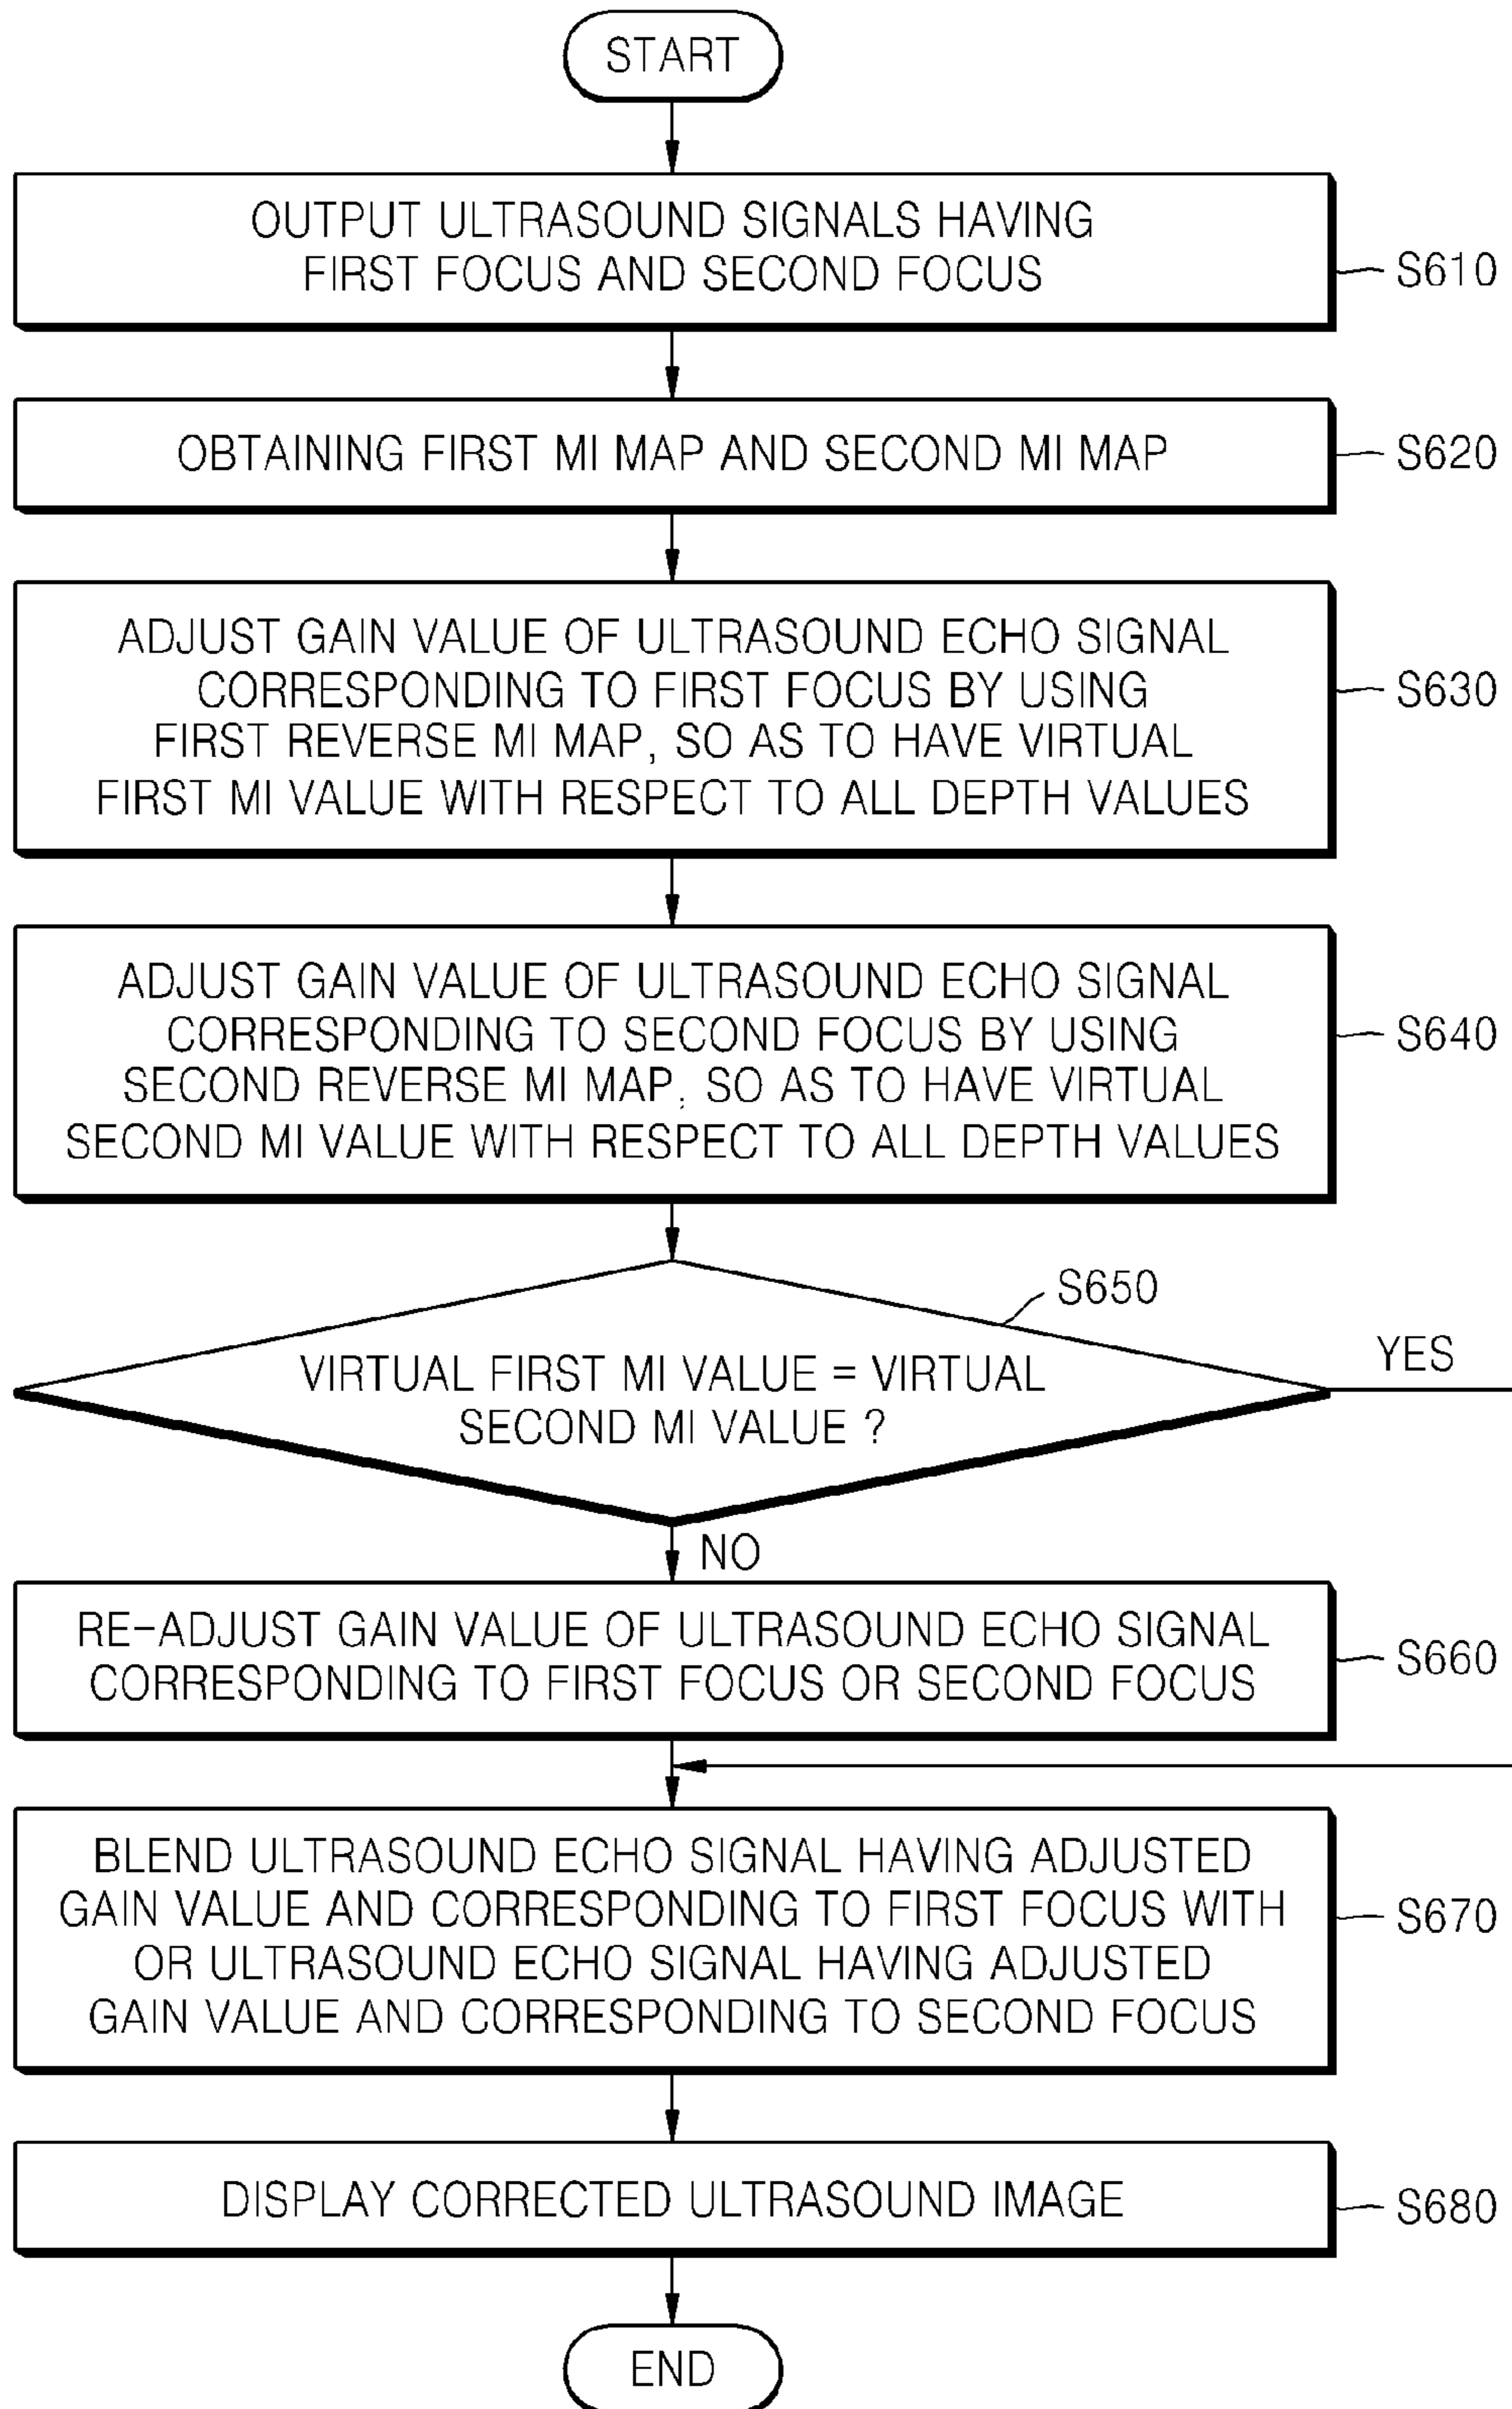 START
OUTPUT ULTRASOUND SIGNALS HAVING
FIRST FOCUS AND SECOND FOCUS
S610
OBTAINING FIRST MI MAP AND SECOND MI MAP
S620
ADJUST GAIN VALUE OF ULTRASOUND ECHO SIGNAL
CORRESPONDING TO FIRST FOCUS BY USING
FIRST REVERSE MI MAP, SO AS TO HAVE VIRTUAL
FIRST MI VALUE WITH RESPECT TO ALL DEPTH VALUES
S630
ADJUST GAIN VALUE OF ULTRASOUND ECHO SIGNAL
CORRESPONDING TO SECOND FOCUS BY USING
SECOND REVERSE MI MAP, SO AS TO HAVE VIRTUAL
SECOND MI VALUE WITH RESPECT TO ALL DEPTH VALUES
S640
S650
VIRTUAL FIRST MI VALUE = VIRTUAL
SECOND MI VALUE ?
YES
NO
RE-ADJUST GAIN VALUE OF ULTRASOUND ECHO SIGNAL
CORRESPONDING TO FIRST FOCUS OR SECOND FOCUS
S660
BLEND ULTRASOUND ECHO SIGNAL HAVING ADJUSTED
GAIN VALUE AND CORRESPONDING TO FIRST FOCUS WITH
OR ULTRASOUND ECHO SIGNAL HAVING ADJUSTED
GAIN VALUE AND CORRESPONDING TO SECOND FOCUS
S670
DISPLAY CORRECTED ULTRASOUND IMAGE
S680
END